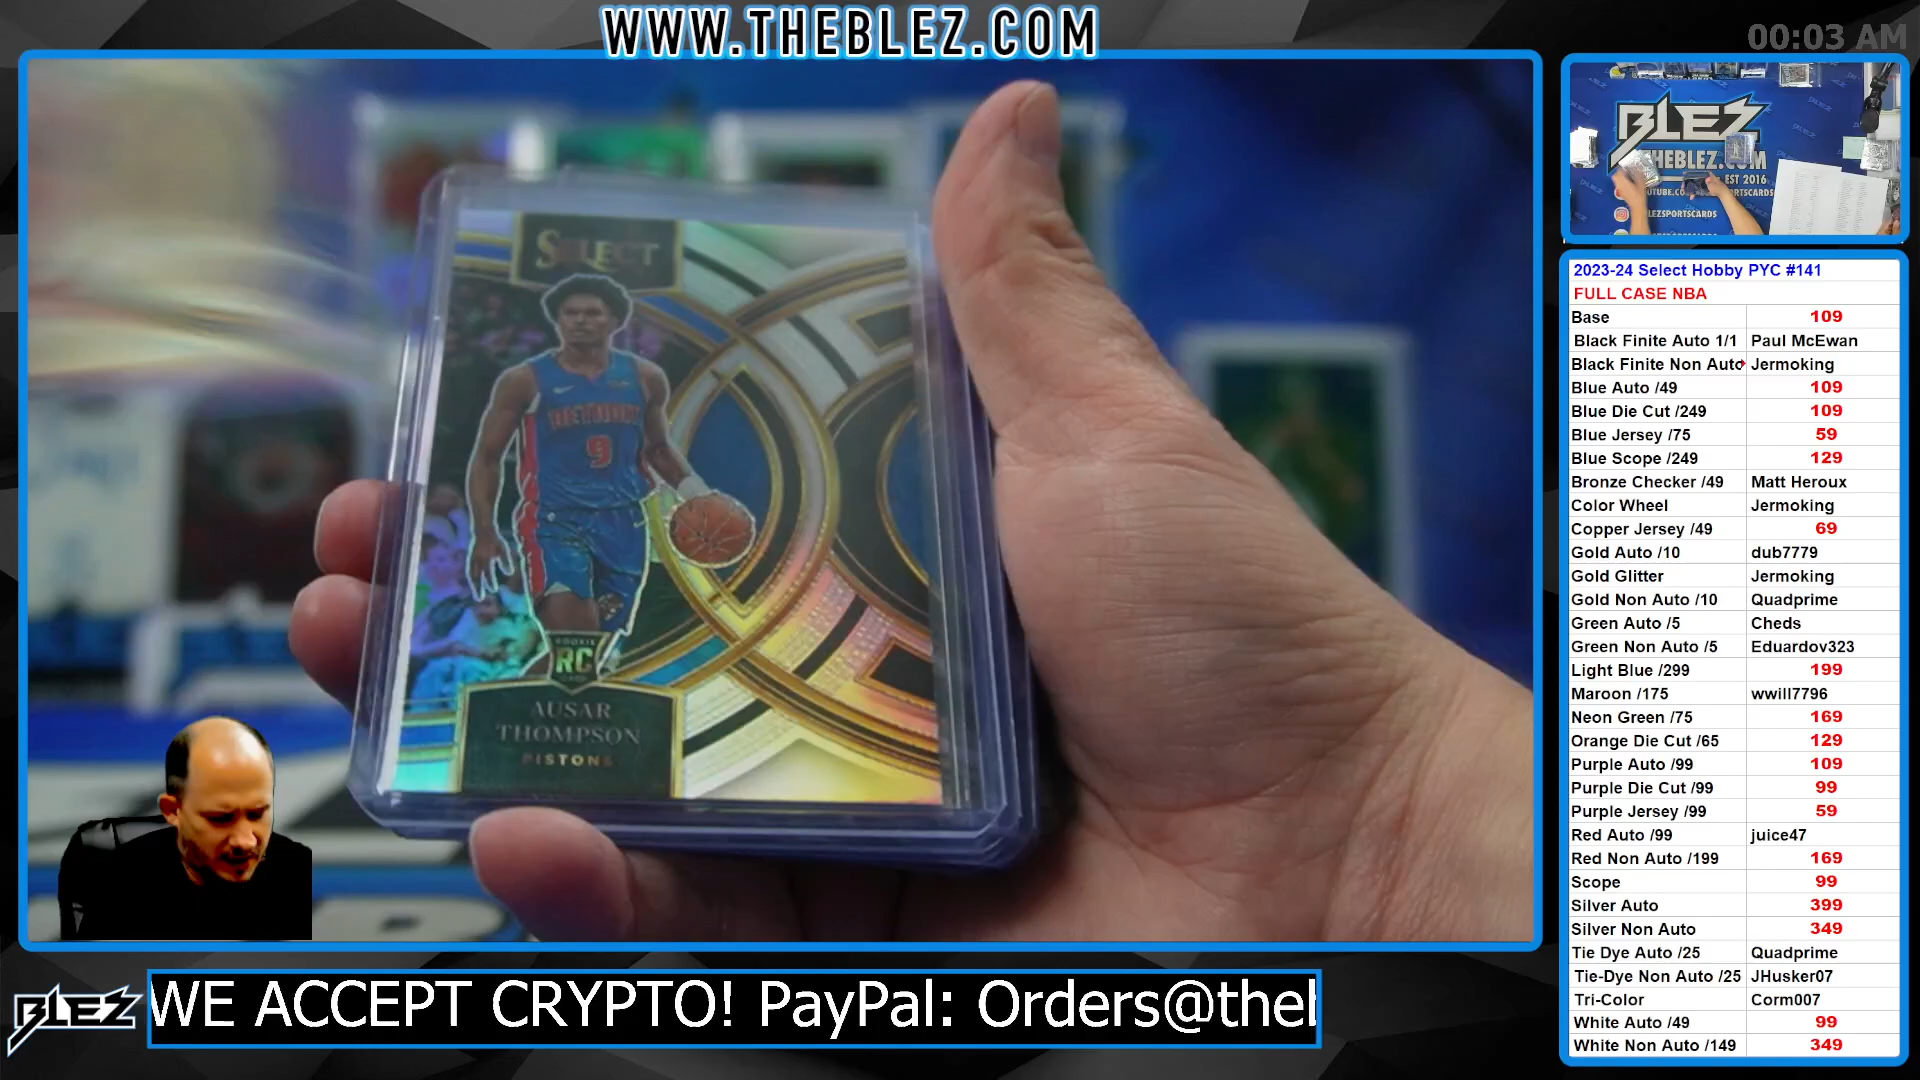 WWW.THEBLEZ.COM
00:03 AM
SELECT
DETROIT
9
ROOKIE
RC
CARD
AUSAR
THOMPSON
PISTONS
BLEZ
THEBLEZ.COM
EST 2016
2023-24 Select Hobby PYC #141
FULL CASE NBA
Base 109
Black Finite Auto 1/1 Paul McEwan
Black Finite Non Auto Jermoking
Blue Auto /49 109
Blue Die Cut /249 109
Blue Jersey /75 59
Blue Scope /249 129
Bronze Checker /49 Matt Heroux
Color Wheel Jermoking
Copper Jersey /49 69
Gold Auto /10 dub7779
Gold Glitter Jermoking
Gold Non Auto /10 Quadprime
Green Auto /5 Cheds
Green Non Auto /5 Eduardov323
Light Blue /299 199
Maroon /175 wwill7796
Neon Green /75 169
Orange Die Cut /65 129
Purple Auto /99 109
Purple Die Cut /99 99
Purple Jersey /99 59
Red Auto /99 juice47
Red Non Auto /199 169
Scope 99
Silver Auto 399
Silver Non Auto 349
Tie Dye Auto /25 Quadprime
Tie-Dye Non Auto /25 JHusker07
Tri-Color Corm007
White Auto /49 99
White Non Auto /149 349
BLEZ
WE ACCEPT CRYPTO! PayPal: Orders@thel